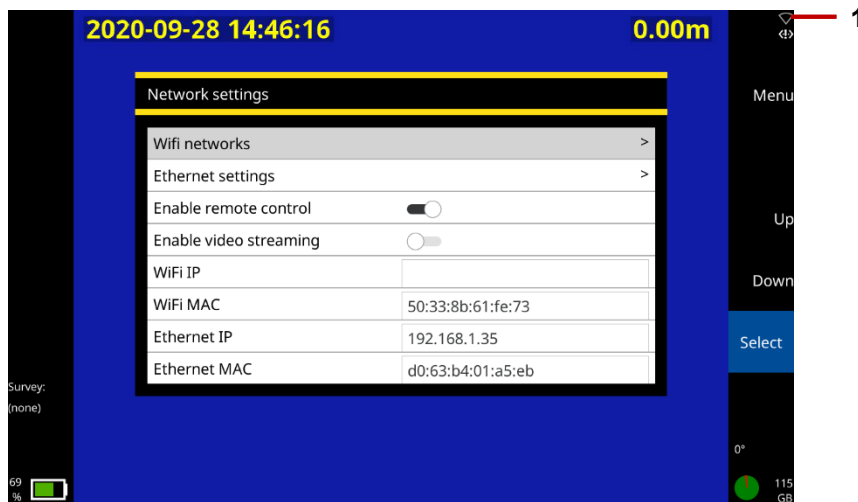 2020-09-28 14:46:16 0.00m
1
Network settings
Menu
Wifi networks >
Ethernet settings >
Enable remote control
Up
Enable video streaming
WiFi IP
Down
WiFi MAC 50:33:8b:61:fe:73
Ethernet IP 192.168.1.35
Select
Ethernet MAC d0:63:b4:01:a5:eb
Survey:
(none)
0°
69
%
115
GB